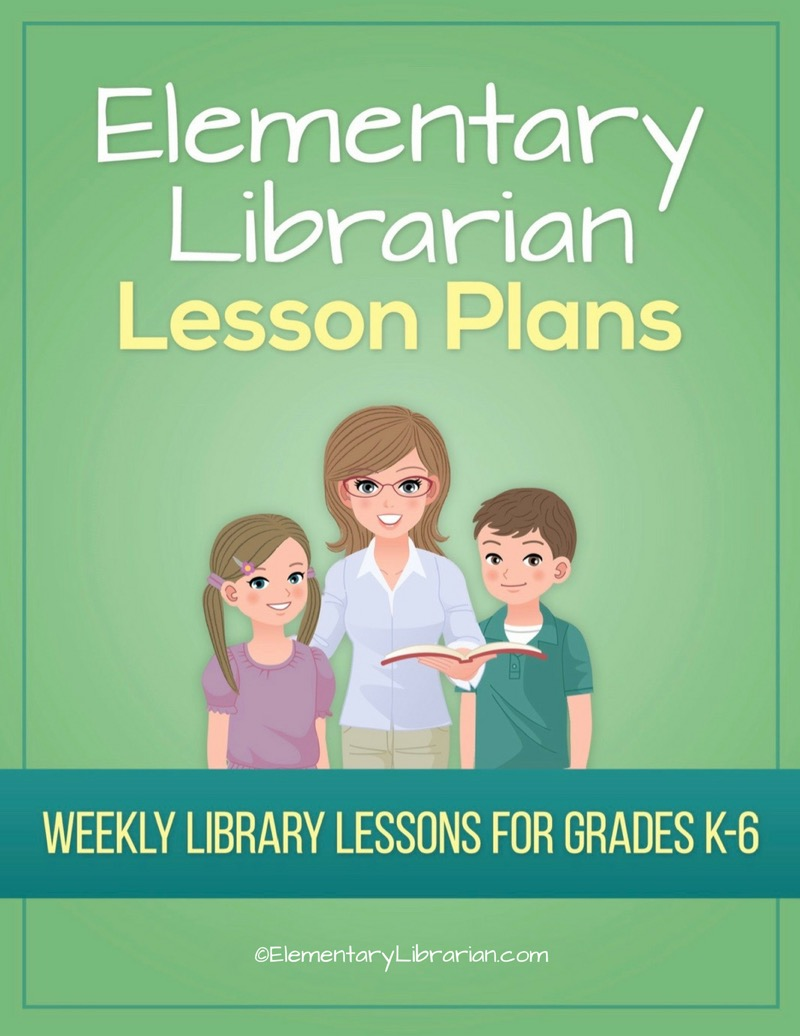 Elementary
Librarian
Lesson Plans
WEEKLY LIBRARY LESSONS FOR GRADES K-6
©ElementaryLibrarian.com